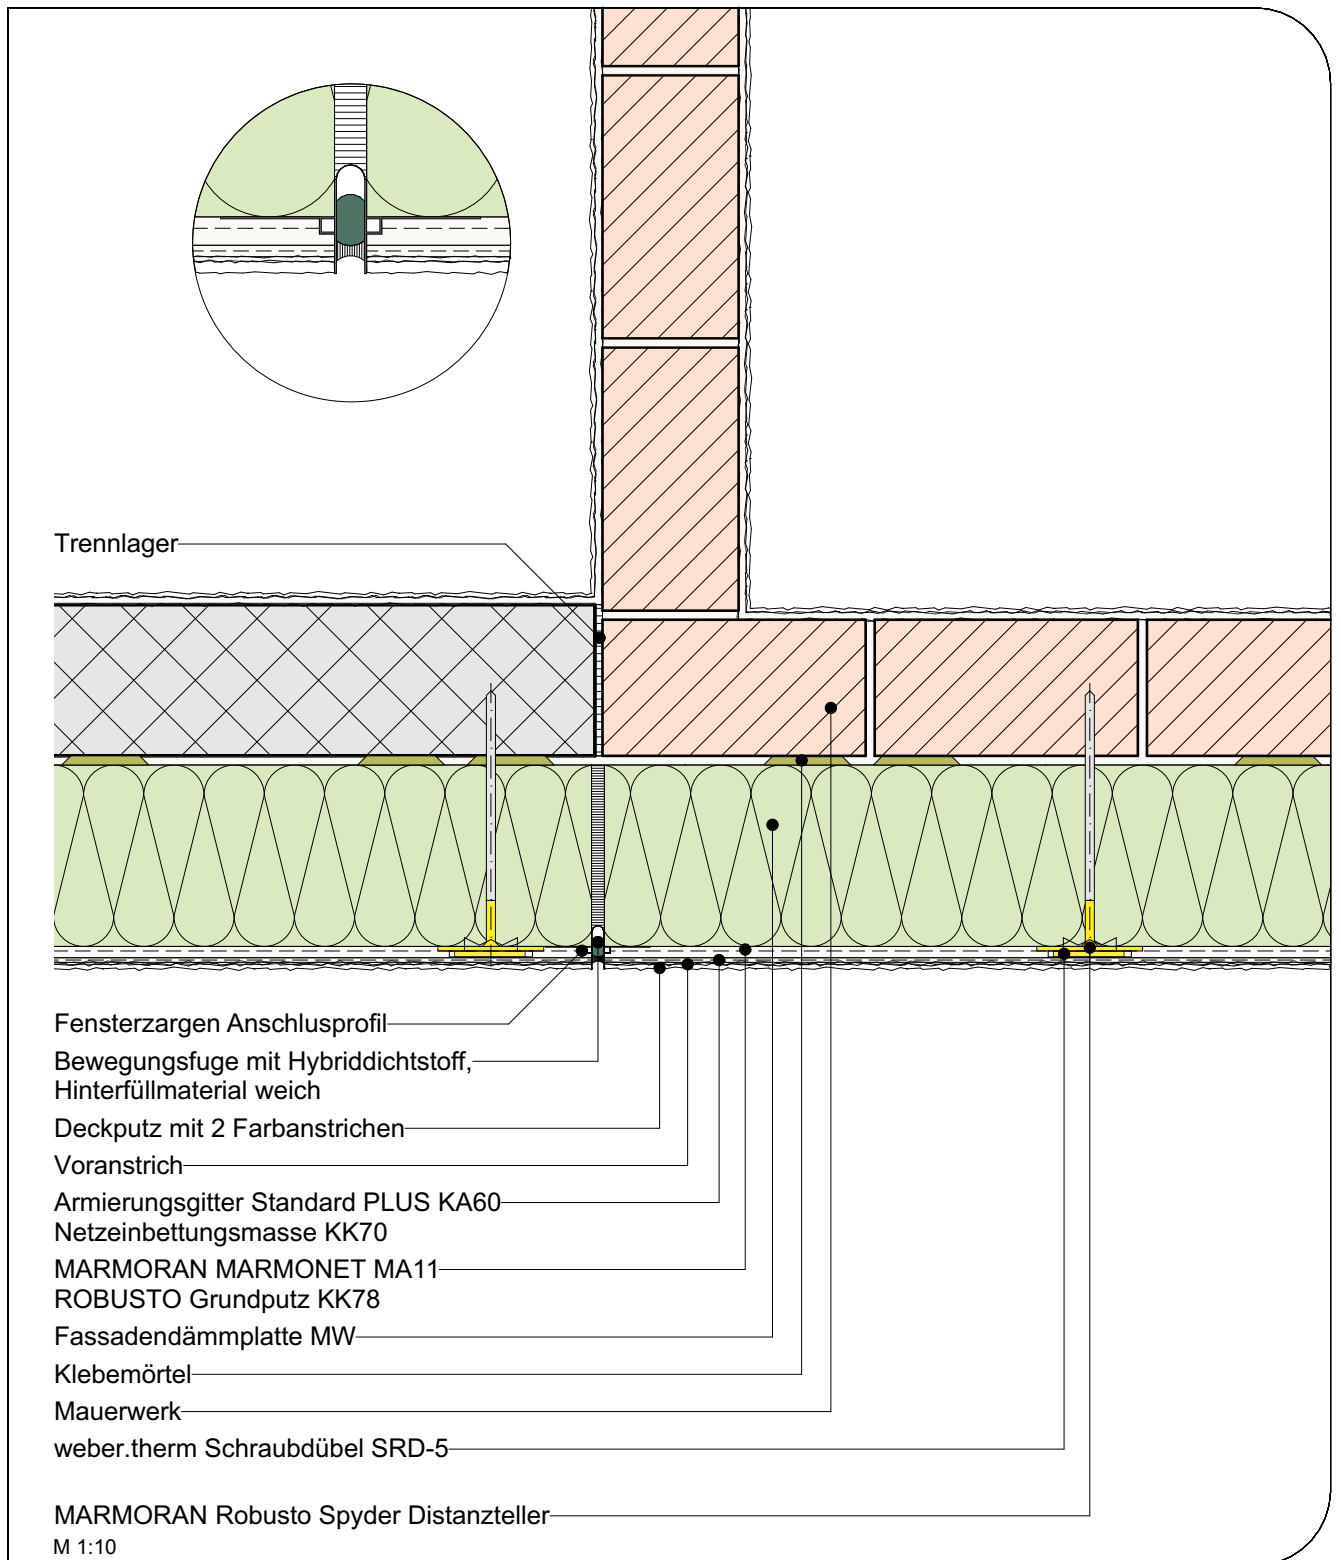 Trennlager
Fensterzargen Anschlusprofil
Bewegungsfuge mit Hybriddichtstoff,
Hinterfüllmaterial weich
Deckputz mit 2 Farbanstrichen
Voranstrich
Armierungsgitter Standard PLUS KA60
Netzeinbettungsmasse KK70
MARMORAN MARMONET MA11
ROBUSTO Grundputz KK78
Fassadendämmplatte MW
Klebemörtel
Mauerwerk
weber.therm Schraubdübel SRD-5
MARMORAN Robusto Spyder Distanzteller
M 1:10